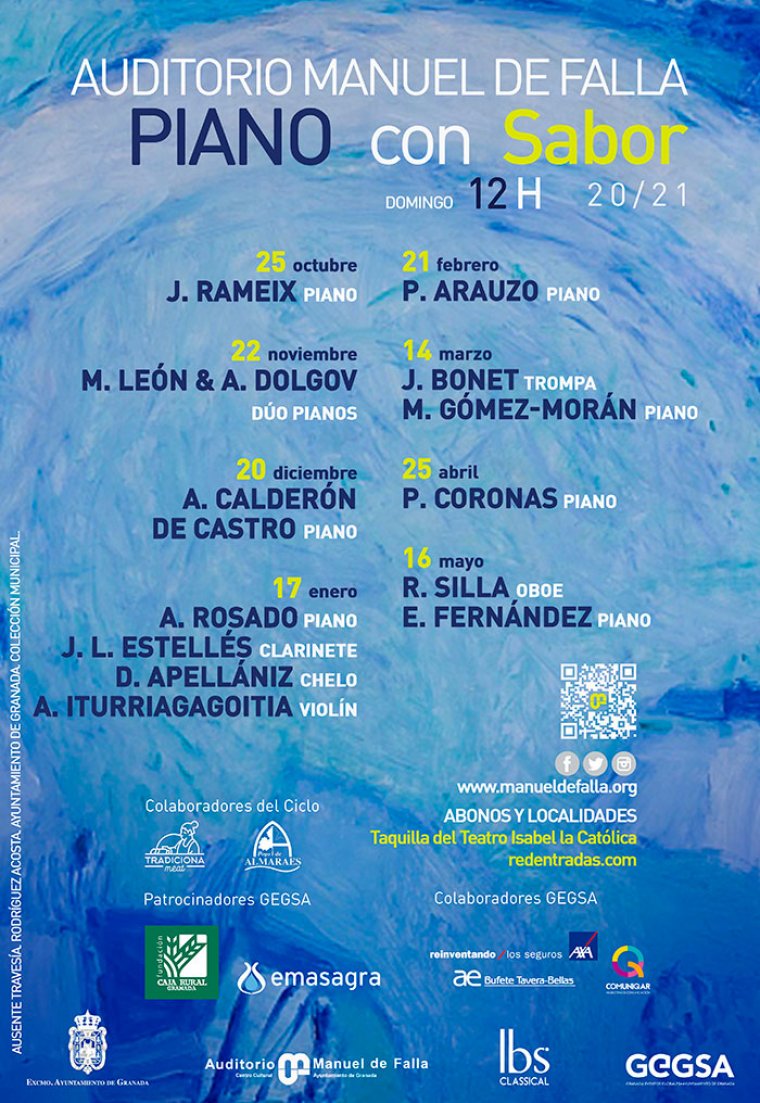 AUDITORIO MANUEL DE FALLA
PIANO con Sabor
DOMINGO 12 H 20/21
25 octubre
J. RAMEIX PIANO
22 noviembre
M. LEÓN & A. DOLGOV
DÚO PIANOS
20 diciembre
A. CALDERÓN
DE CASTRO PIANO
17 enero
A. ROSADO PIANO
J. L. ESTELLÉS CLARINETE
D. APELLÁNIZ CHELO
A. ITURRIAGAGOITIA VIOLÍN
21 febrero
P. ARAUZO PIANO
14 marzo
J. BONET TROMPA
M. GÓMEZ-MORÁN PIANO
25 abril
P. CORONAS PIANO
16 mayo
R. SILLA OBOE
E. FERNÁNDEZ PIANO
www.manueldefalla.org
ABONOS Y LOCALIDADES
Taquilla del Teatro Isabel la Católica
redentradas.com
Colaboradores del Ciclo
TRADICIONA
meat
ALMARAES
Patrocinadores GEGSA
fundación
CAJA RURAL
GRANADA
emasagra
Colaboradores GEGSA
reinventando / los seguros AXA
ae Bufete Tavera-Bellas
COMUNIQAR
AUSENTE TRAVESÍA. RODRÍGUEZ ACOSTA. AYUNTAMIENTO DE GRANADA. COLECCIÓN MUNICIPAL.
EXCMO. AYUNTAMIENTO DE GRANADA
Auditorio Manuel de Falla
Centro Cultural Ayuntamiento de Granada
lbs
CLASSICAL
GEGSA